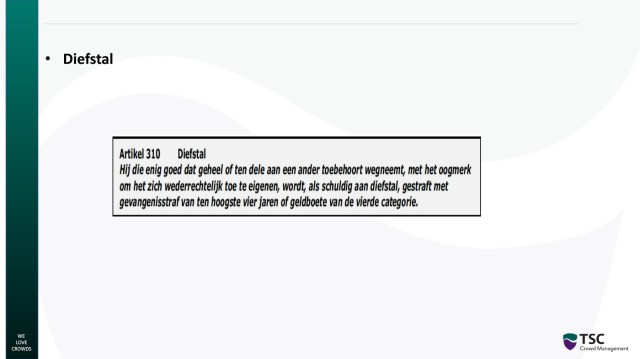 • Diefstal
Artikel 310 Diefstal
Hij die enig goed dat geheel of ten dele aan een ander toebehoort wegneemt, met het oogmerk
om het zich wederrechtelijk toe te eigenen, wordt, als schuldig aan diefstal, gestraft met
gevangenisstraf van ten hoogste vier jaren of geldboete van de vierde categorie.
WE
LOVE
CROWDS
TSC
Crowd Management